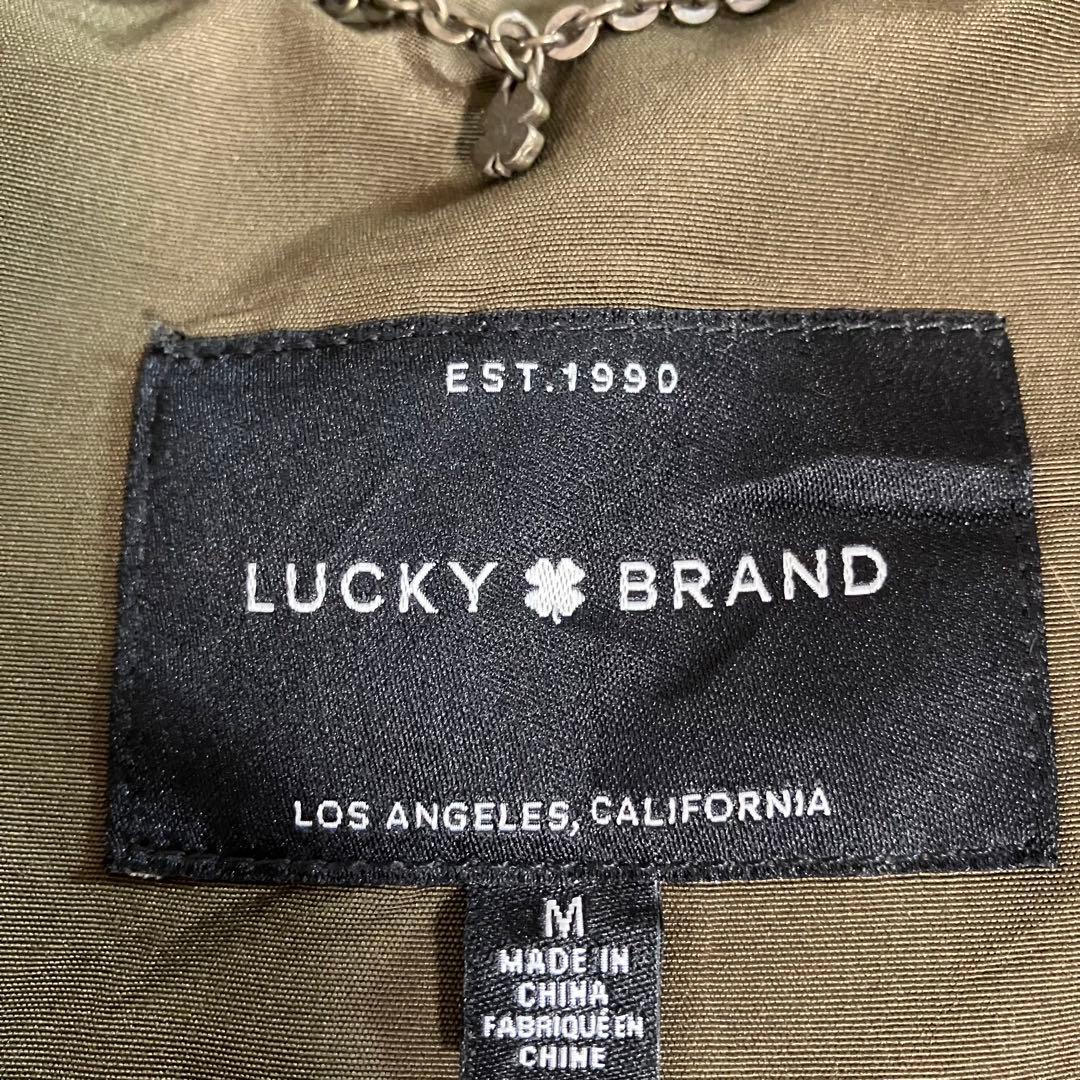 EST.1990
LUCKY BRAND
LOS ANGELES, CALIFORNIA
M
MADE IN
CHINA
FABRIQUÉ EN
CHINE